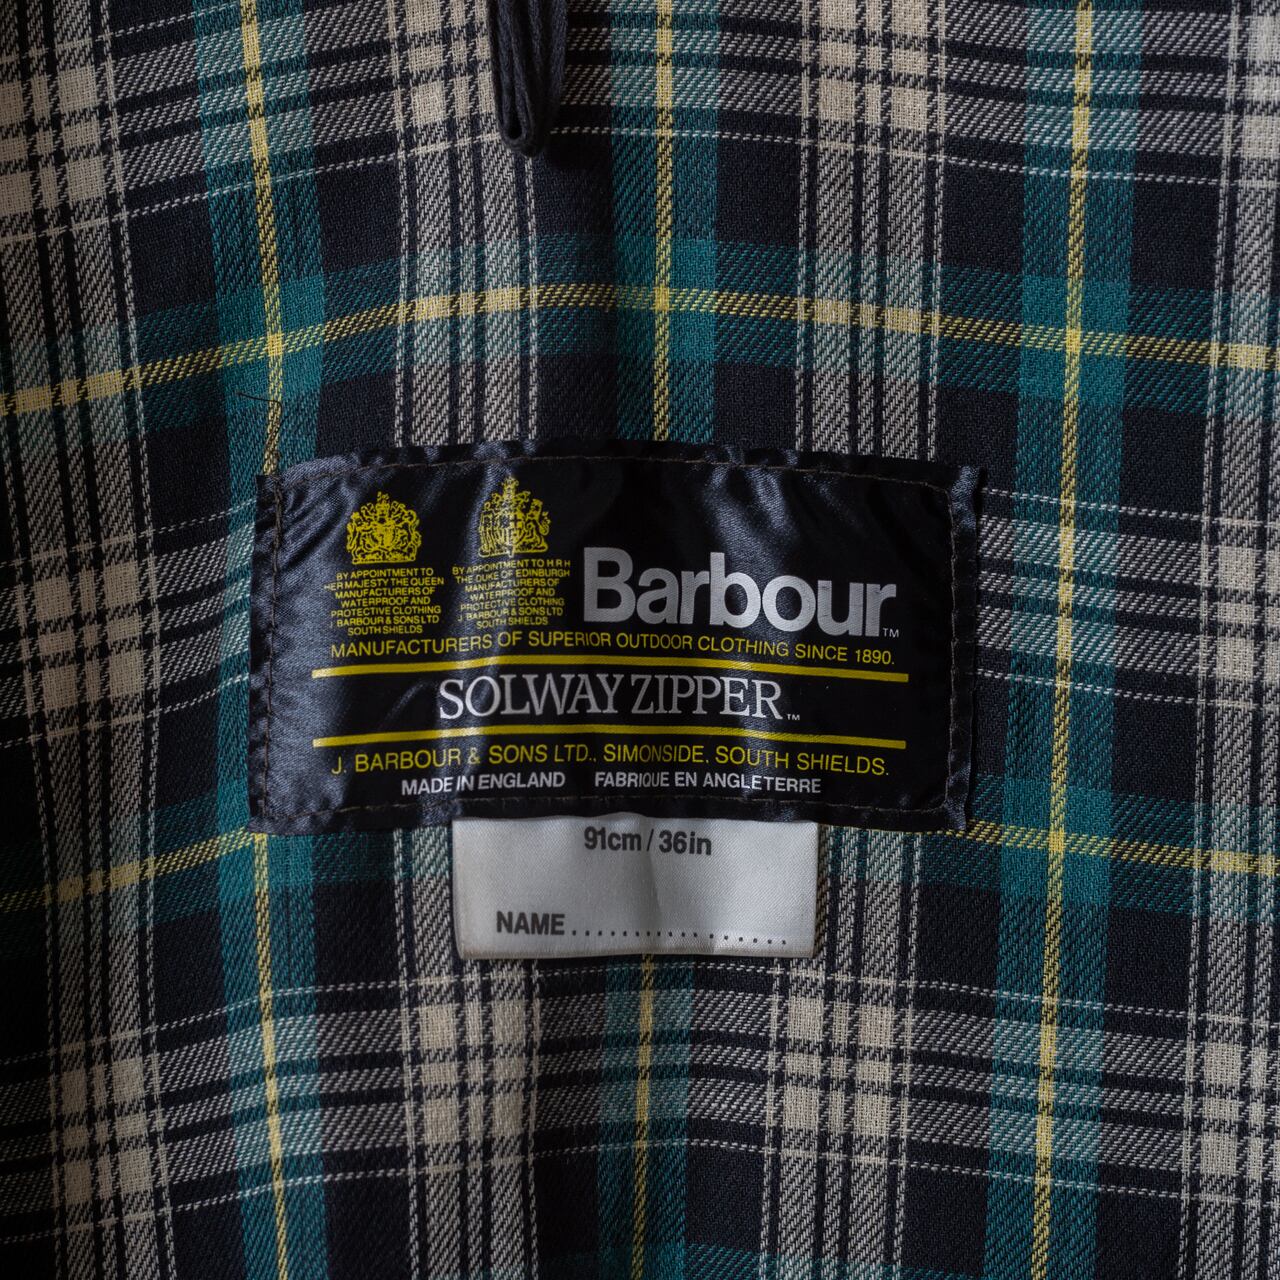 BY APPOINTMENT TO
HER MAJESTY THE QUEEN
MANUFACTURERS OF
WATERPROOF AND
PROTECTIVE CLOTHING
J. BARBOUR & SONS LTD
SOUTH SHIELDS
BY APPOINTMENT TO H R H
THE DUKE OF EDINBURGH
MANUFACTURERS OF
WATERPROOF AND
PROTECTIVE CLOTHING
J. BARBOUR & SONS LTD
SOUTH SHIELDS
Barbour™
MANUFACTURERS OF SUPERIOR OUTDOOR CLOTHING SINCE 1890.
SOLWAY ZIPPER™
J. BARBOUR & SONS LTD., SIMONSIDE, SOUTH SHIELDS.
MADE IN ENGLAND FABRIQUE EN ANGLETERRE
91cm / 36in
NAME................